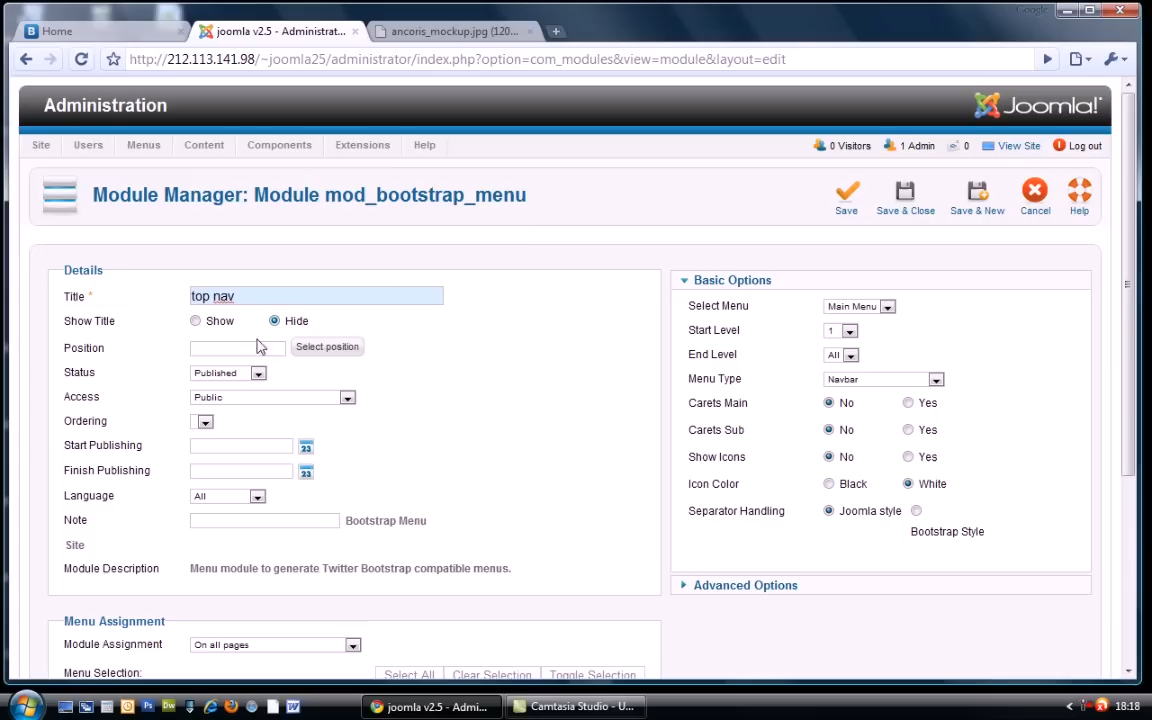 Google
Home
joomla v2.5 - Administrat...
ancoris_mockup.jpg (120...
http://212.113.141.98/~joomla25/administrator/index.php?option=com_modules&view=module&layout=edit
Administration
Joomla!
Site Users Menus Content Components Extensions Help
0 Visitors 1 Admin 0 View Site Log out
Module Manager: Module mod_bootstrap_menu
Save Save & Close Save & New Cancel Help
Details
Title * top nav
Show Title Show Hide
Position Select position
Status Published
Access Public
Ordering
Start Publishing 23
Finish Publishing 23
Language All
Note Bootstrap Menu
Site
Module Description Menu module to generate Twitter Bootstrap compatible menus.
Menu Assignment
Module Assignment On all pages
Menu Selection: Select All Clear Selection Toggle Selection
Basic Options
Select Menu Main Menu
Start Level 1
End Level All
Menu Type Navbar
Carets Main No Yes
Carets Sub No Yes
Show Icons No Yes
Icon Color Black White
Separator Handling Joomla style
Bootstrap Style
Advanced Options
joomla v2.5 - Admi... Camtasia Studio - U... 18:18